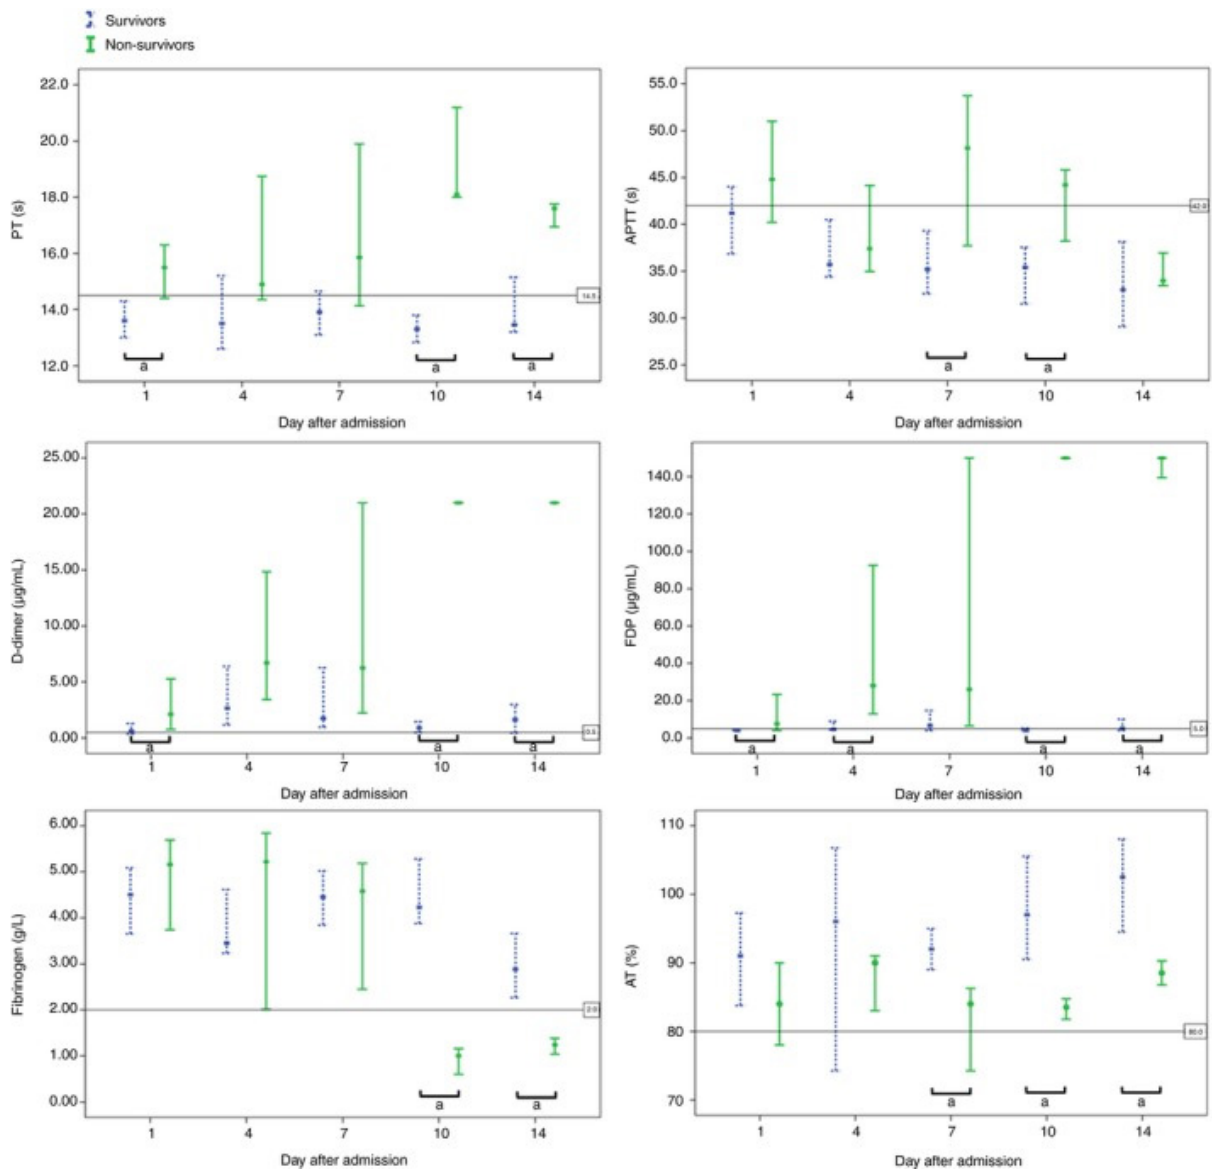 Survivors
Non-survivors
PT (s)
22.0
20.0
18.0
16.0
14.0
12.0
14.5
a
a
a
1 4 7 10 14
Day after admission
APTT (s)
55.0
50.0
45.0
40.0
35.0
30.0
25.0
42.0
a
a
1 4 7 10 14
Day after admission
D-dimer (µg/mL)
25.00
20.00
15.00
10.00
5.00
0.00
0.5
a
a
a
1 4 7 10 14
Day after admission
FDP (µg/mL)
140.0
120.0
100.0
80.0
60.0
40.0
20.0
0.0
5.0
a
a
a
a
1 4 7 10 14
Day after admission
Fibrinogen (g/L)
6.00
5.00
4.00
3.00
2.00
1.00
0.00
2.0
a
a
1 4 7 10 14
Day after admission
AT (%)
110
100
90
80
70
80.0
a
a
a
1 4 7 10 14
Day after admission